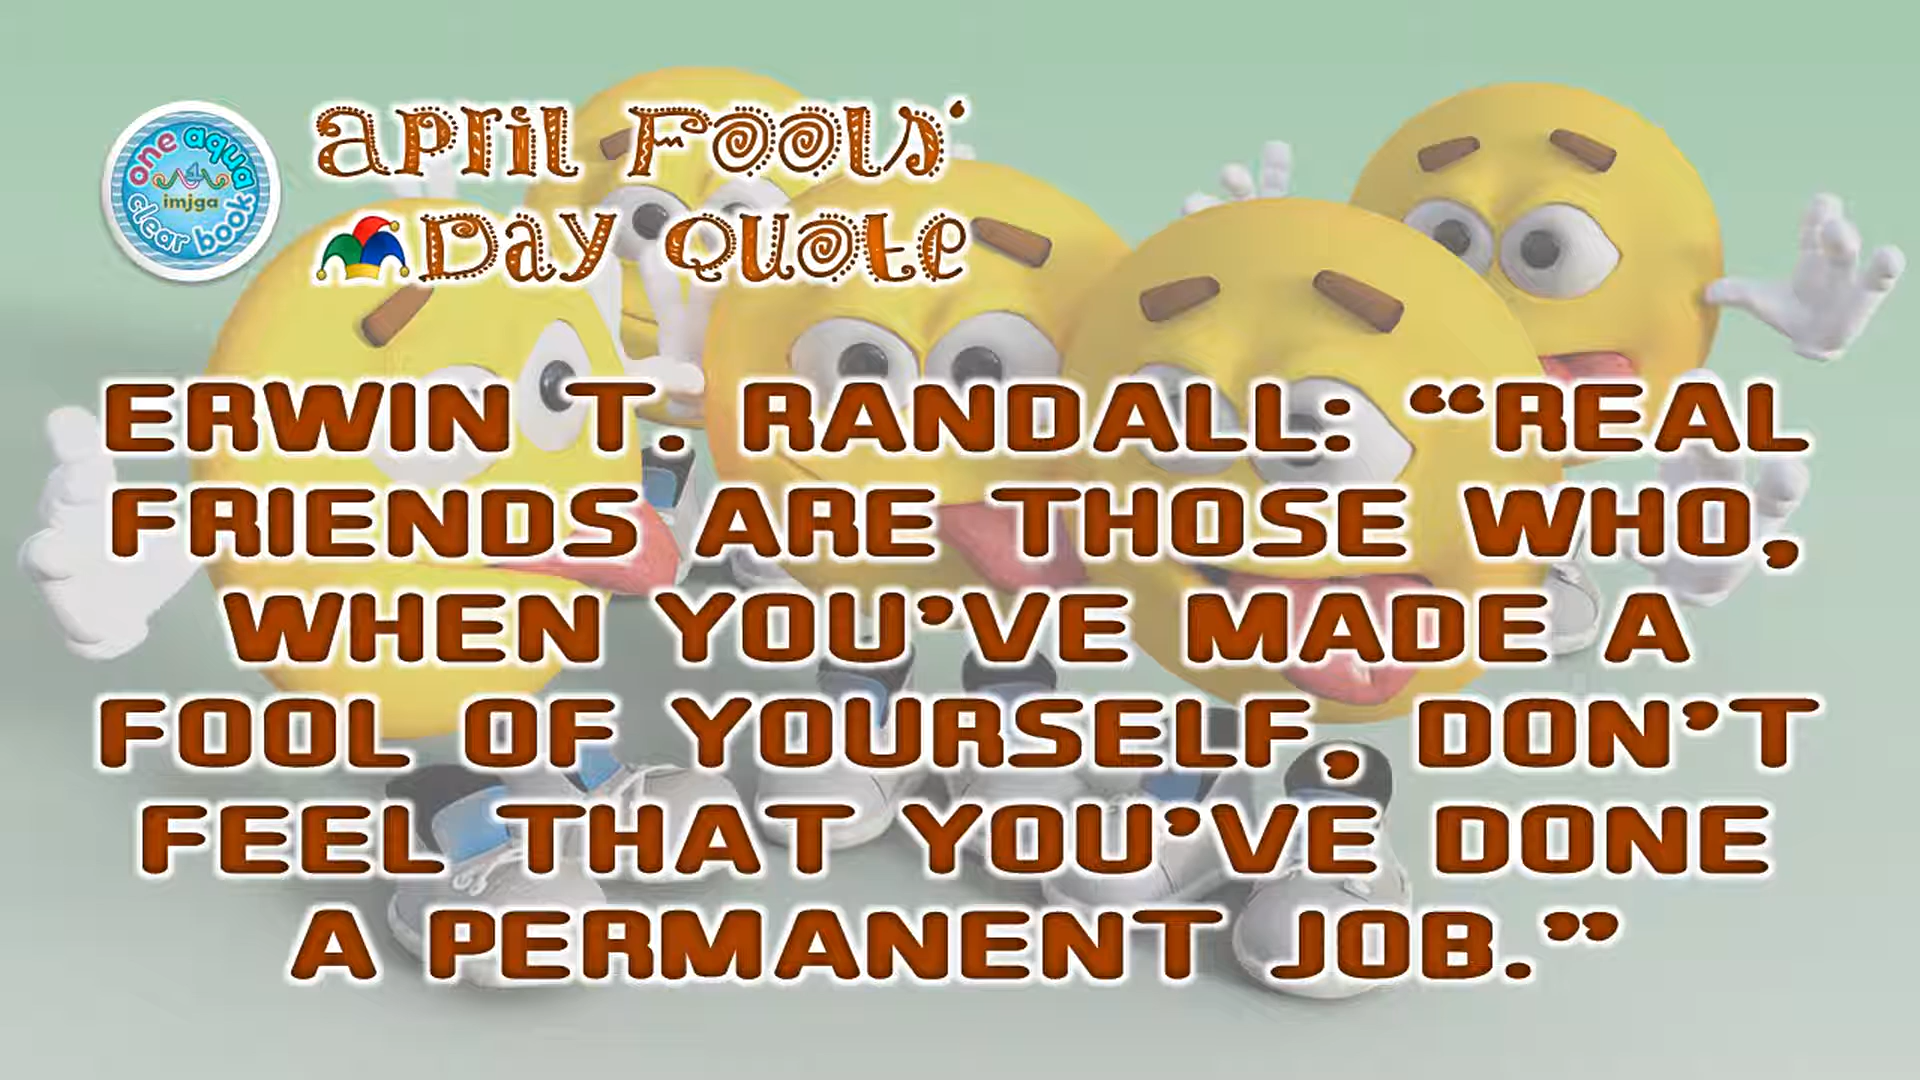 one aqua
imjga
clear book
April Fools'
Day Quote
ERWIN T. RANDALL: “REAL
FRIENDS ARE THOSE WHO,
WHEN YOU’VE MADE A
FOOL OF YOURSELF, DON’T
FEEL THAT YOU’VE DONE
A PERMANENT JOB.”